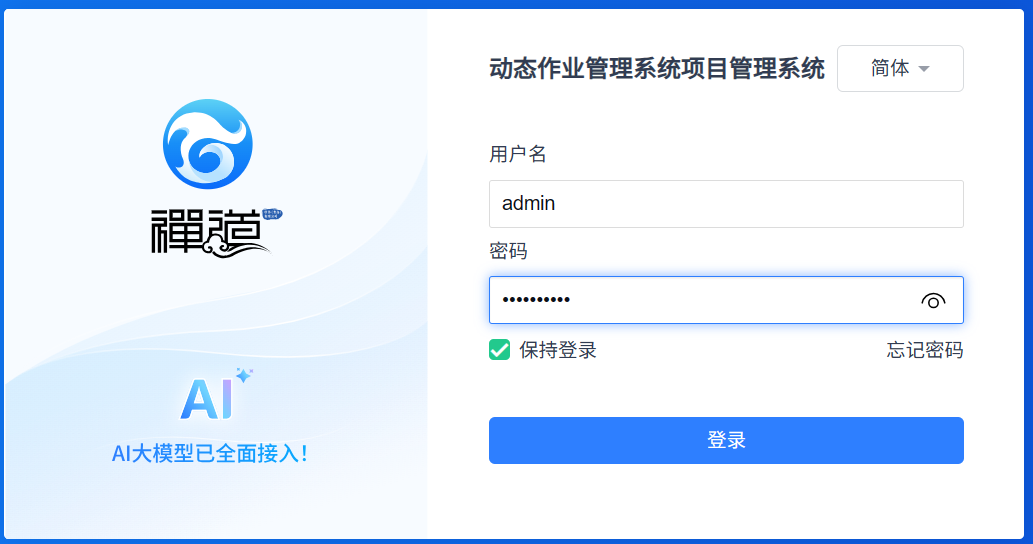 禪道
AI
AI大模型已全面接入！
动态作业管理系统项目管理系统
简体
用户名
admin
密码
••••••••••
保持登录
忘记密码
登录